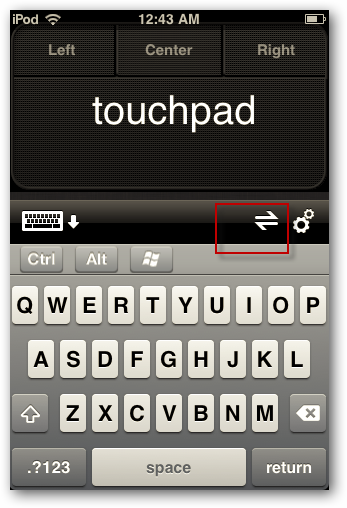 iPod 12:43 AM
Left Center Right
touchpad
Ctrl Alt
Q W E R T Y U I O P
A S D F G H J K L
Z X C V B N M
.?123 space return